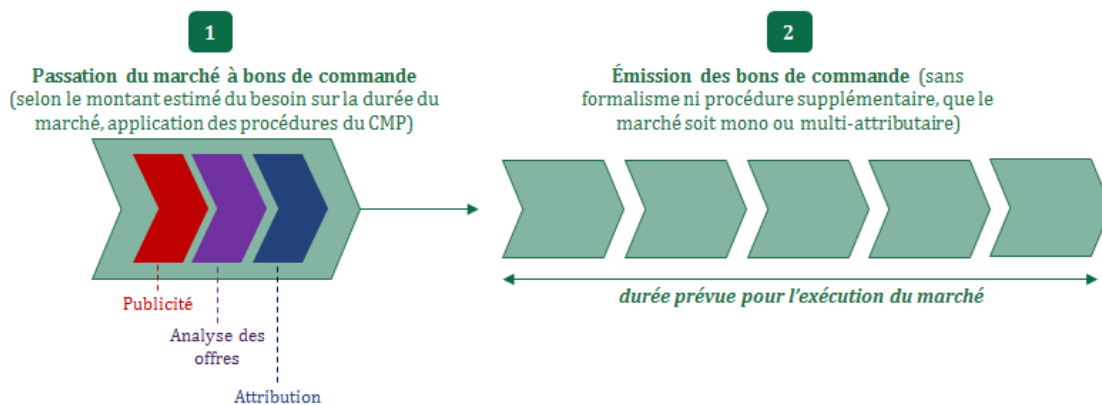 1
Passation du marché à bons de commande
(selon le montant estimé du besoin sur la durée du
marché, application des procédures du CMP)
Publicité
Analyse des
offres
Attribution
2
Émission des bons de commande (sans
formalisme ni procédure supplémentaire, que le
marché soit mono ou multi-attributaire)
durée prévue pour l'exécution du marché